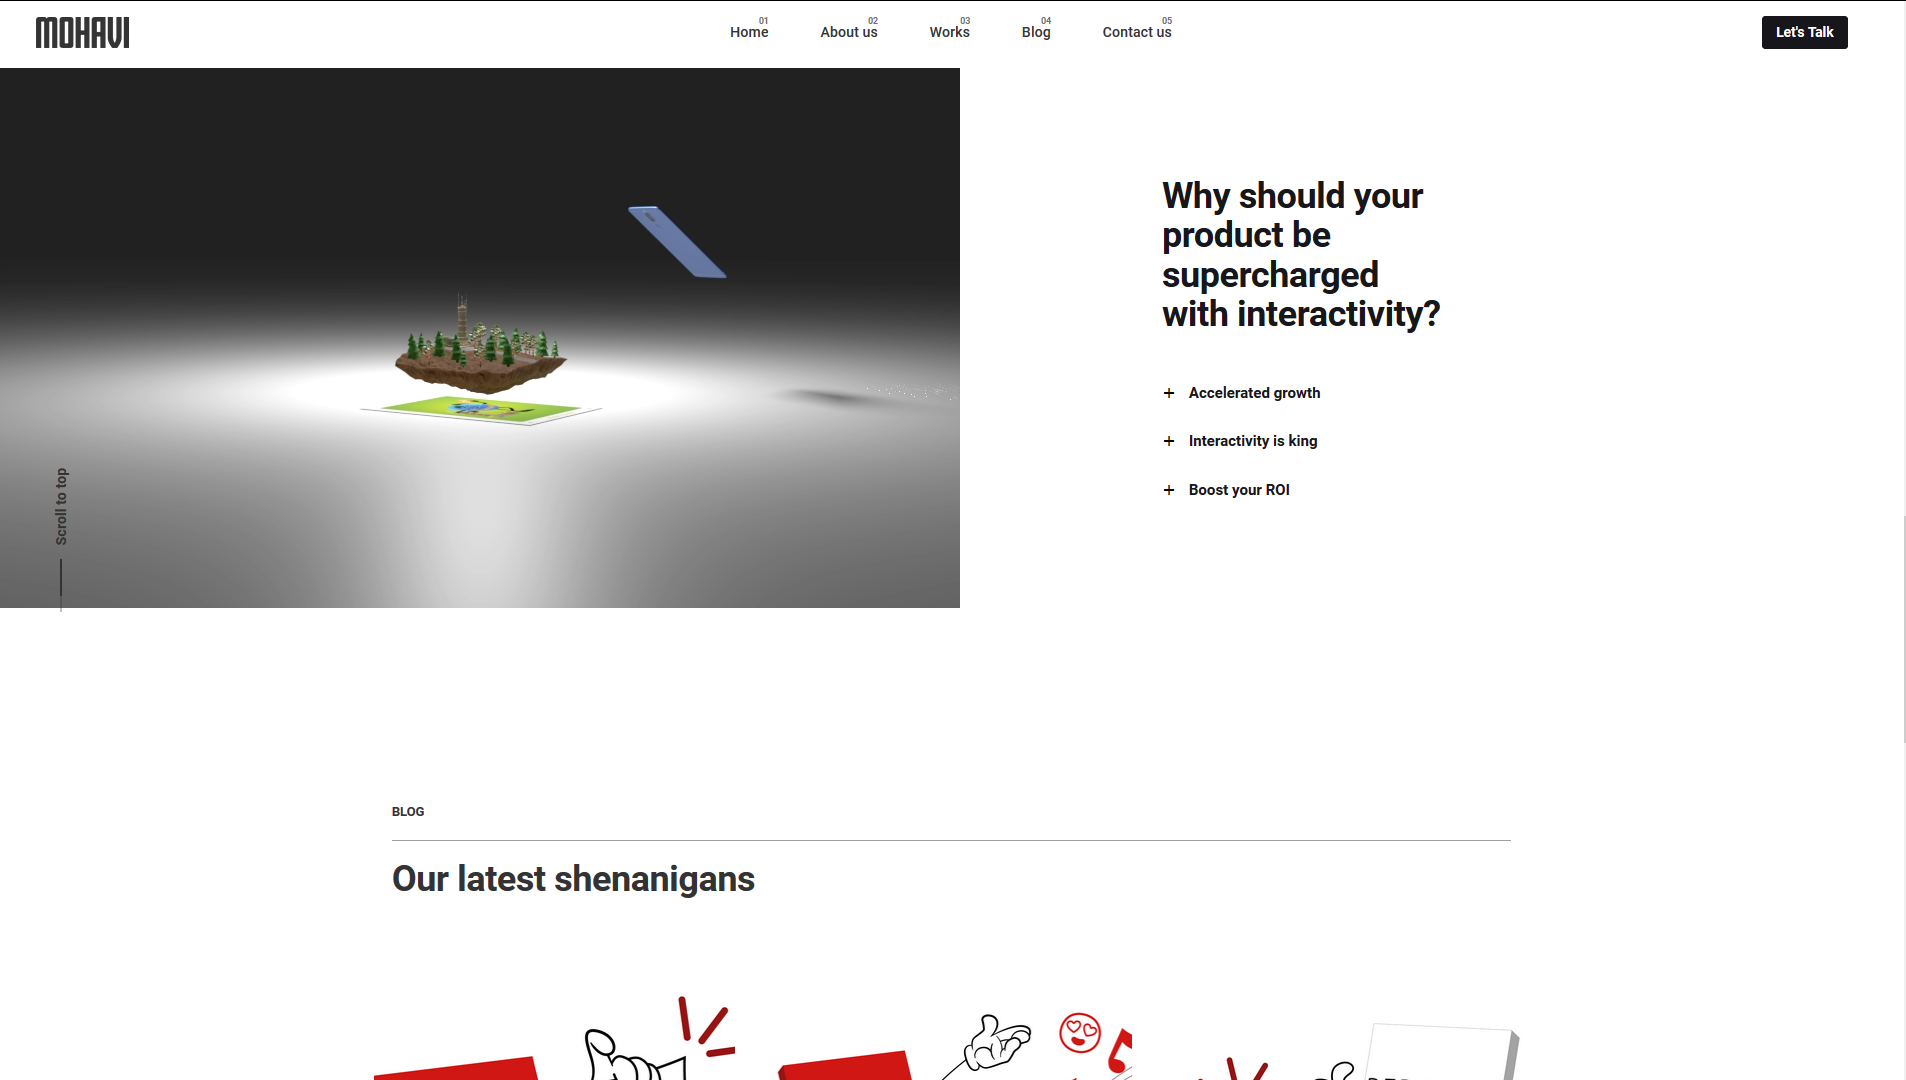 MOHAVI
01
Home
02
About us
03
Works
04
Blog
05
Contact us
Let's Talk
Why should your
product be
supercharged
with interactivity?
+ Accelerated growth
+ Interactivity is king
+ Boost your ROI
Scroll to top
BLOG
Our latest shenanigans